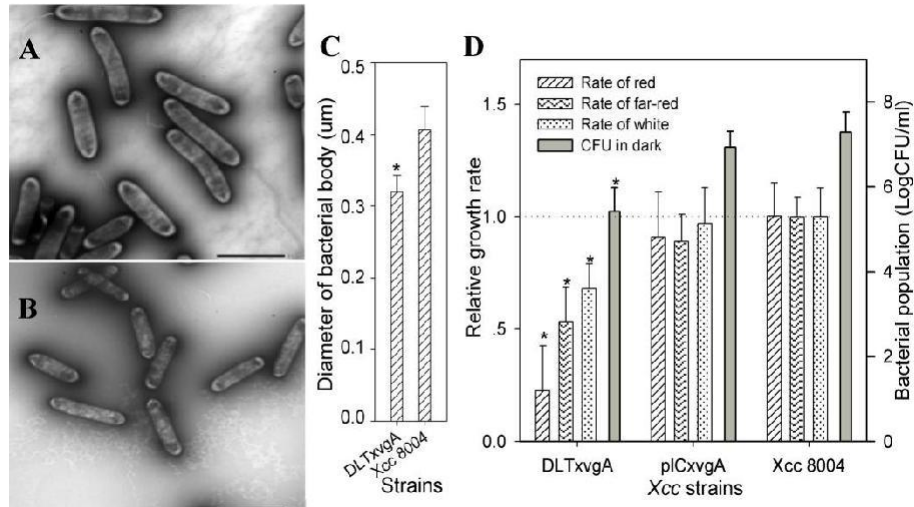 A
B
C
Diameter of bacterial body (um)
0.5
0.4
0.3
0.2
0.1
0.0
*
DLTxvgA
Xcc 8004
Strains
D
Relative growth rate
1.5
1.0
.5
0.0
Rate of red
Rate of far-red
Rate of white
CFU in dark
*
*
*
*
DLTxvgA
plCxvgA
Xcc 8004
Xcc strains
8
6
4
2
0
Bacterial population (LogCFU/ml)